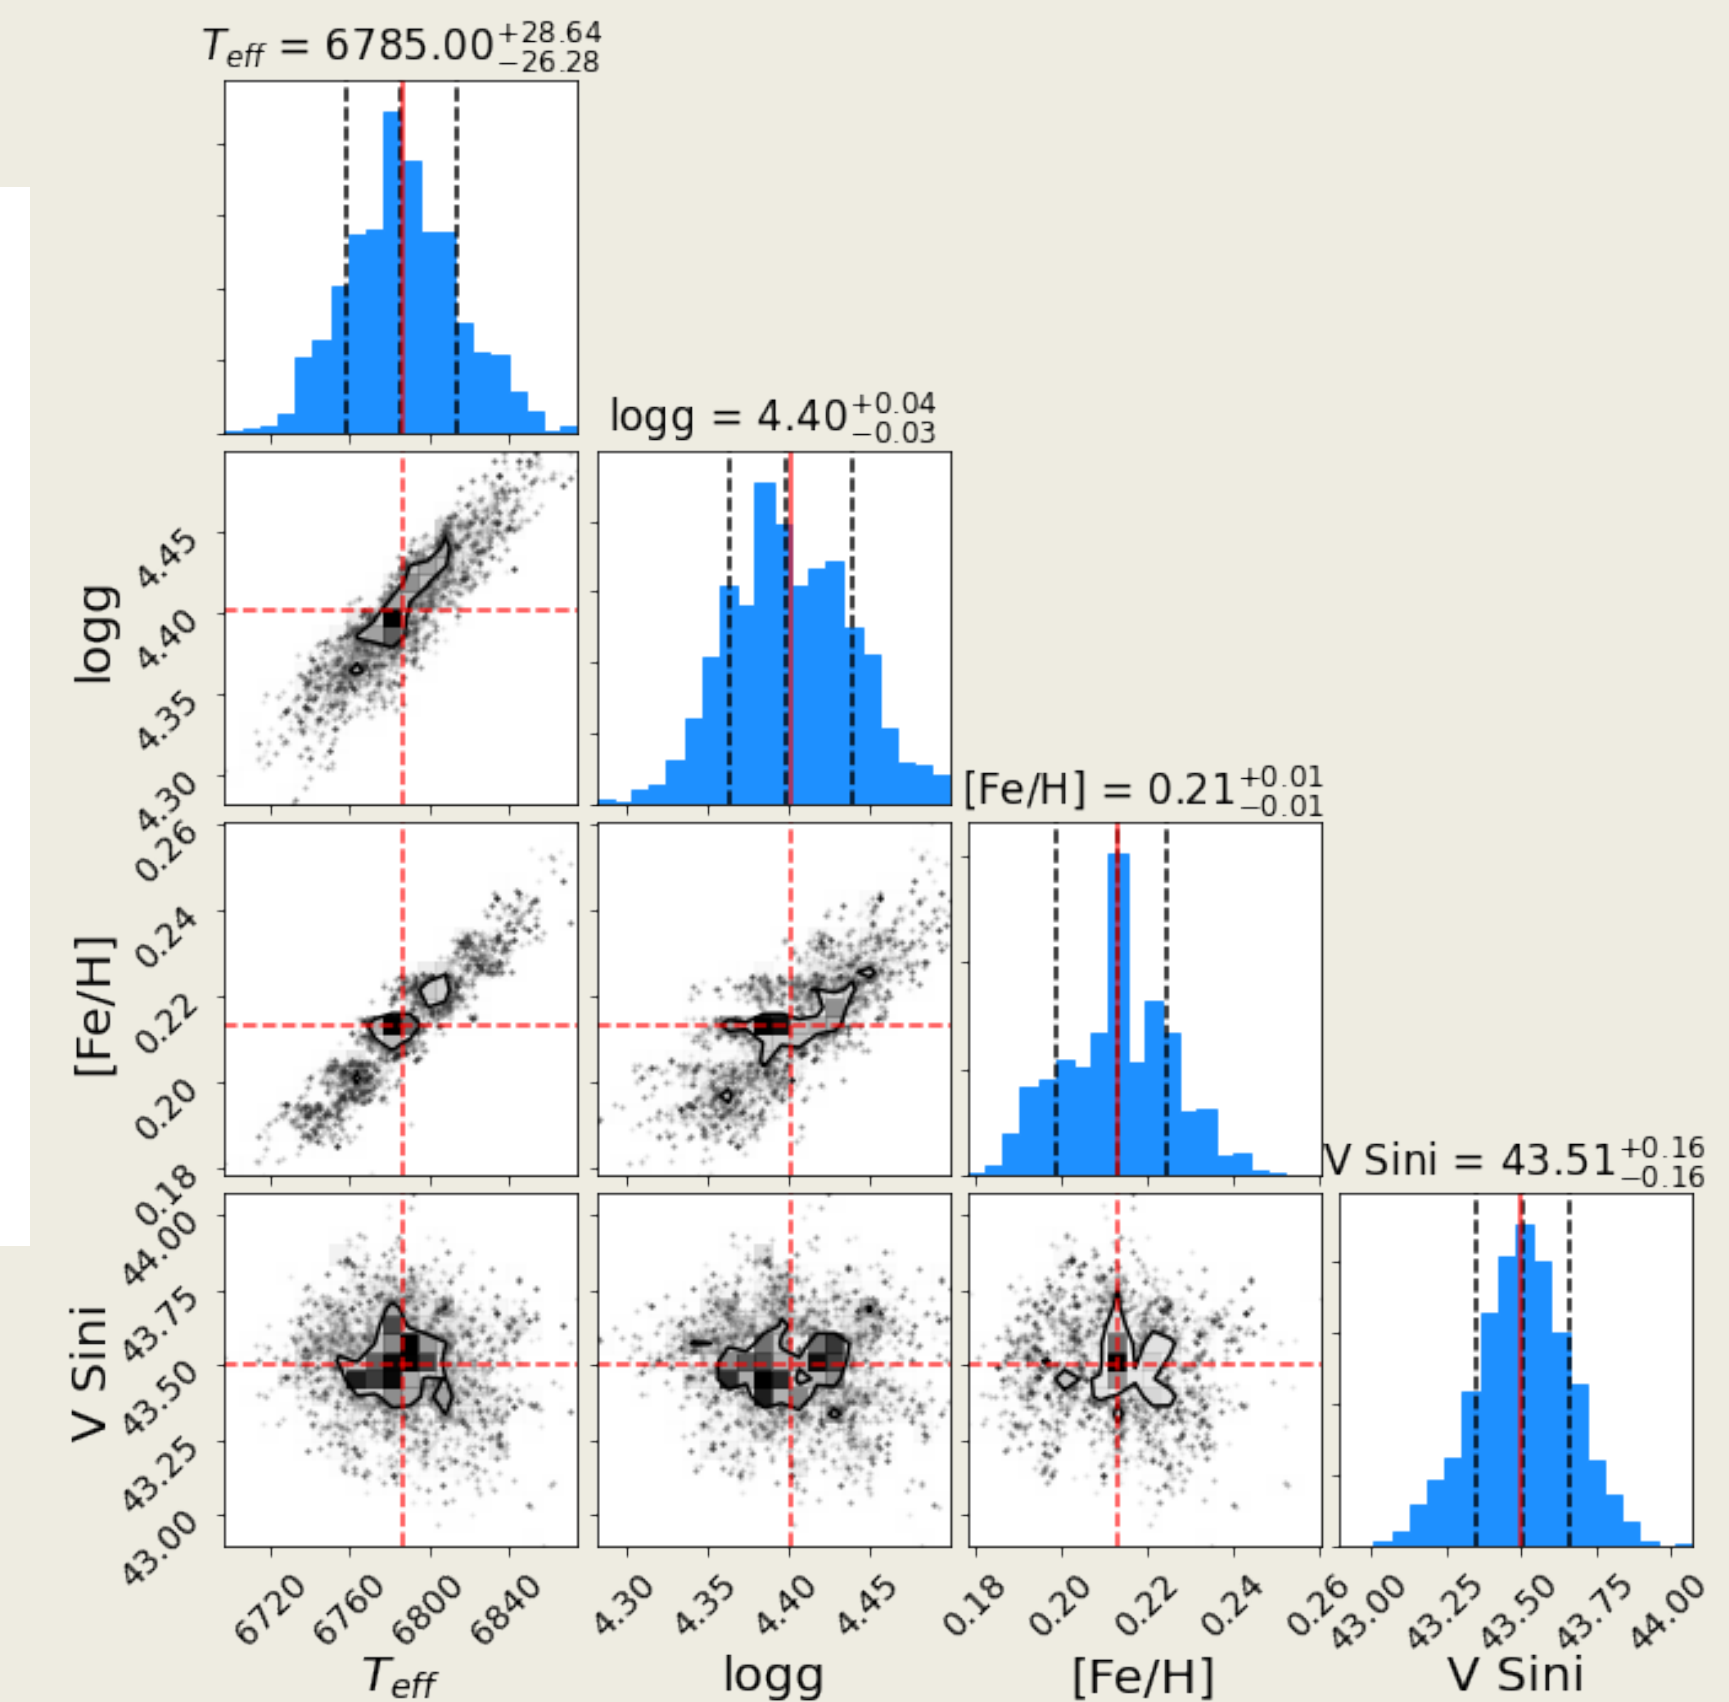 T_eff = 6785.00 +28.64 −26.28
logg = 4.40 +0.04 −0.03
logg
4.45
4.40
4.35
4.30
[Fe/H] = 0.21 +0.01 −0.01
[Fe/H]
0.26
0.24
0.22
0.20
0.18
V Sini = 43.51 +0.16 −0.16
V Sini
44.00
43.75
43.50
43.25
43.00
6720 6760 6800 6840 4.30 4.35 4.40 4.45 0.18 0.20 0.22 0.24 0.26 43.00 43.25 43.50 43.75 44.00
T_eff logg [Fe/H] V Sini